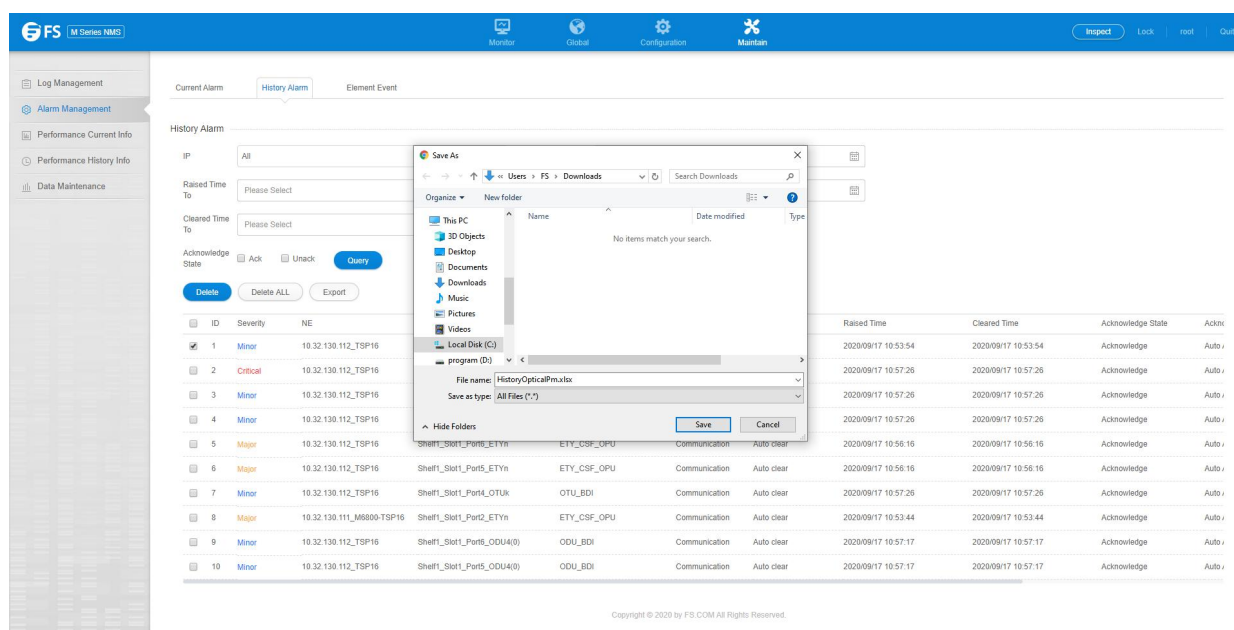 FS M Series NMS Monitor Global Configuration Maintain Inspect Lock | root | Quit
Log Management
Alarm Management
Performance Current Info
Performance History Info
Data Maintenance
Current Alarm History Alarm Element Event
History Alarm
IP All
Raised Time To Please Select
Cleared Time To Please Select
Acknowledge State Ack Unack Query
Delete Delete ALL Export
Save As
« Users › FS › Downloads Search Downloads
Organize New folder
This PC
3D Objects
Desktop
Documents
Downloads
Music
Pictures
Videos
Local Disk (C:)
program (D:)
Name Date modified Type
No items match your search.
File name: HistoryOpticalPm.xlsx
Save as type: All Files (*.*)
Hide Folders Save Cancel
ID Severity NE Raised Time Cleared Time Acknowledge State
1 Minor 10.32.130.112_TSP16 2020/09/17 10:53:54 2020/09/17 10:53:54 Acknowledge Auto
2 Critical 10.32.130.112_TSP16 2020/09/17 10:57:26 2020/09/17 10:57:26 Acknowledge Auto
3 Minor 10.32.130.112_TSP16 2020/09/17 10:57:26 2020/09/17 10:57:26 Acknowledge Auto
4 Minor 10.32.130.112_TSP16 2020/09/17 10:57:26 2020/09/17 10:57:26 Acknowledge Auto
5 Major 10.32.130.112_TSP16 Shelf1_Slot1_Port6_ETYn ETY_CSF_OPU Communication Auto clear 2020/09/17 10:56:16 2020/09/17 10:56:16 Acknowledge Auto
6 Major 10.32.130.112_TSP16 Shelf1_Slot1_Port5_ETYn ETY_CSF_OPU Communication Auto clear 2020/09/17 10:56:16 2020/09/17 10:56:16 Acknowledge Auto
7 Minor 10.32.130.112_TSP16 Shelf1_Slot1_Port4_OTUk OTU_BDI Communication Auto clear 2020/09/17 10:57:26 2020/09/17 10:57:26 Acknowledge Auto
8 Major 10.32.130.111_M6800-TSP16 Shelf1_Slot1_Port2_ETYn ETY_CSF_OPU Communication Auto clear 2020/09/17 10:53:44 2020/09/17 10:53:44 Acknowledge Auto
9 Minor 10.32.130.112_TSP16 Shelf1_Slot1_Port6_ODU4(0) ODU_BDI Communication Auto clear 2020/09/17 10:57:17 2020/09/17 10:57:17 Acknowledge Auto
10 Minor 10.32.130.112_TSP16 Shelf1_Slot1_Port5_ODU4(0) ODU_BDI Communication Auto clear 2020/09/17 10:57:17 2020/09/17 10:57:17 Acknowledge Auto
Copyright © 2020 by FS.COM All Rights Reserved.